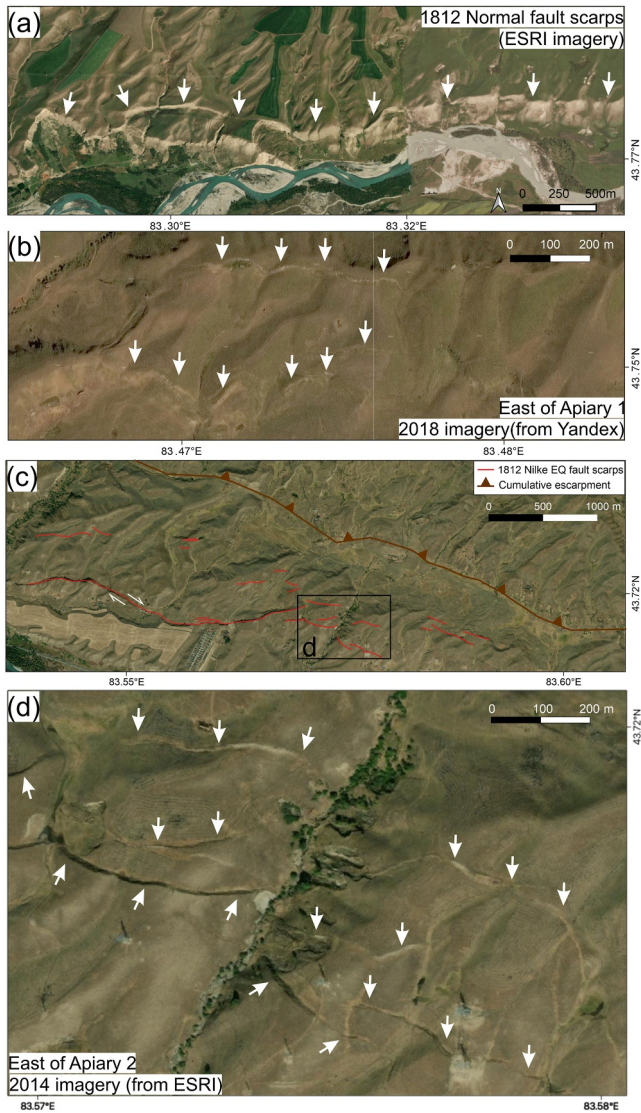 (a)
1812 Normal fault scarps
(ESRI imagery)
43.77°N
N
0 250 500m
83.30°E 83.32°E
(b)
0 100 200 m
43.75°N
East of Apiary 1
2018 imagery(from Yandex)
83.47°E 83.48°E
(c)
1812 Nilke EQ fault scarps
Cumulative escarpment
0 500 1000 m
43.72°N
d
83.55°E 83.60°E
(d)
0 100 200 m
43.72°N
East of Apiary 2
2014 imagery (from ESRI)
83.57°E 83.58°E